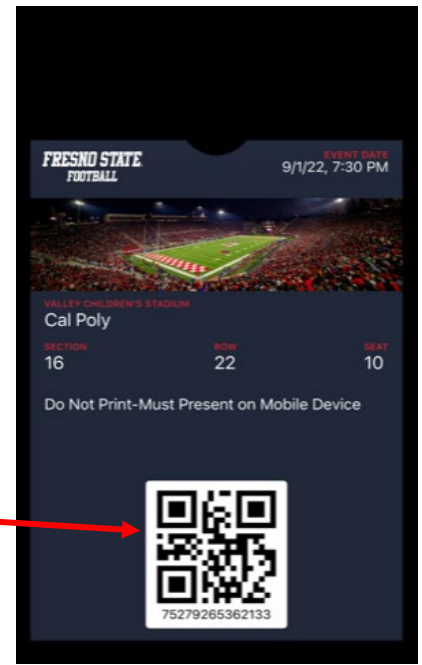 FRESNO STATE
FOOTBALL
EVENT DATE
9/1/22, 7:30 PM
VALLEY CHILDREN'S STADIUM
Cal Poly
SECTION ROW SEAT
16 22 10
Do Not Print-Must Present on Mobile Device
75279265362133